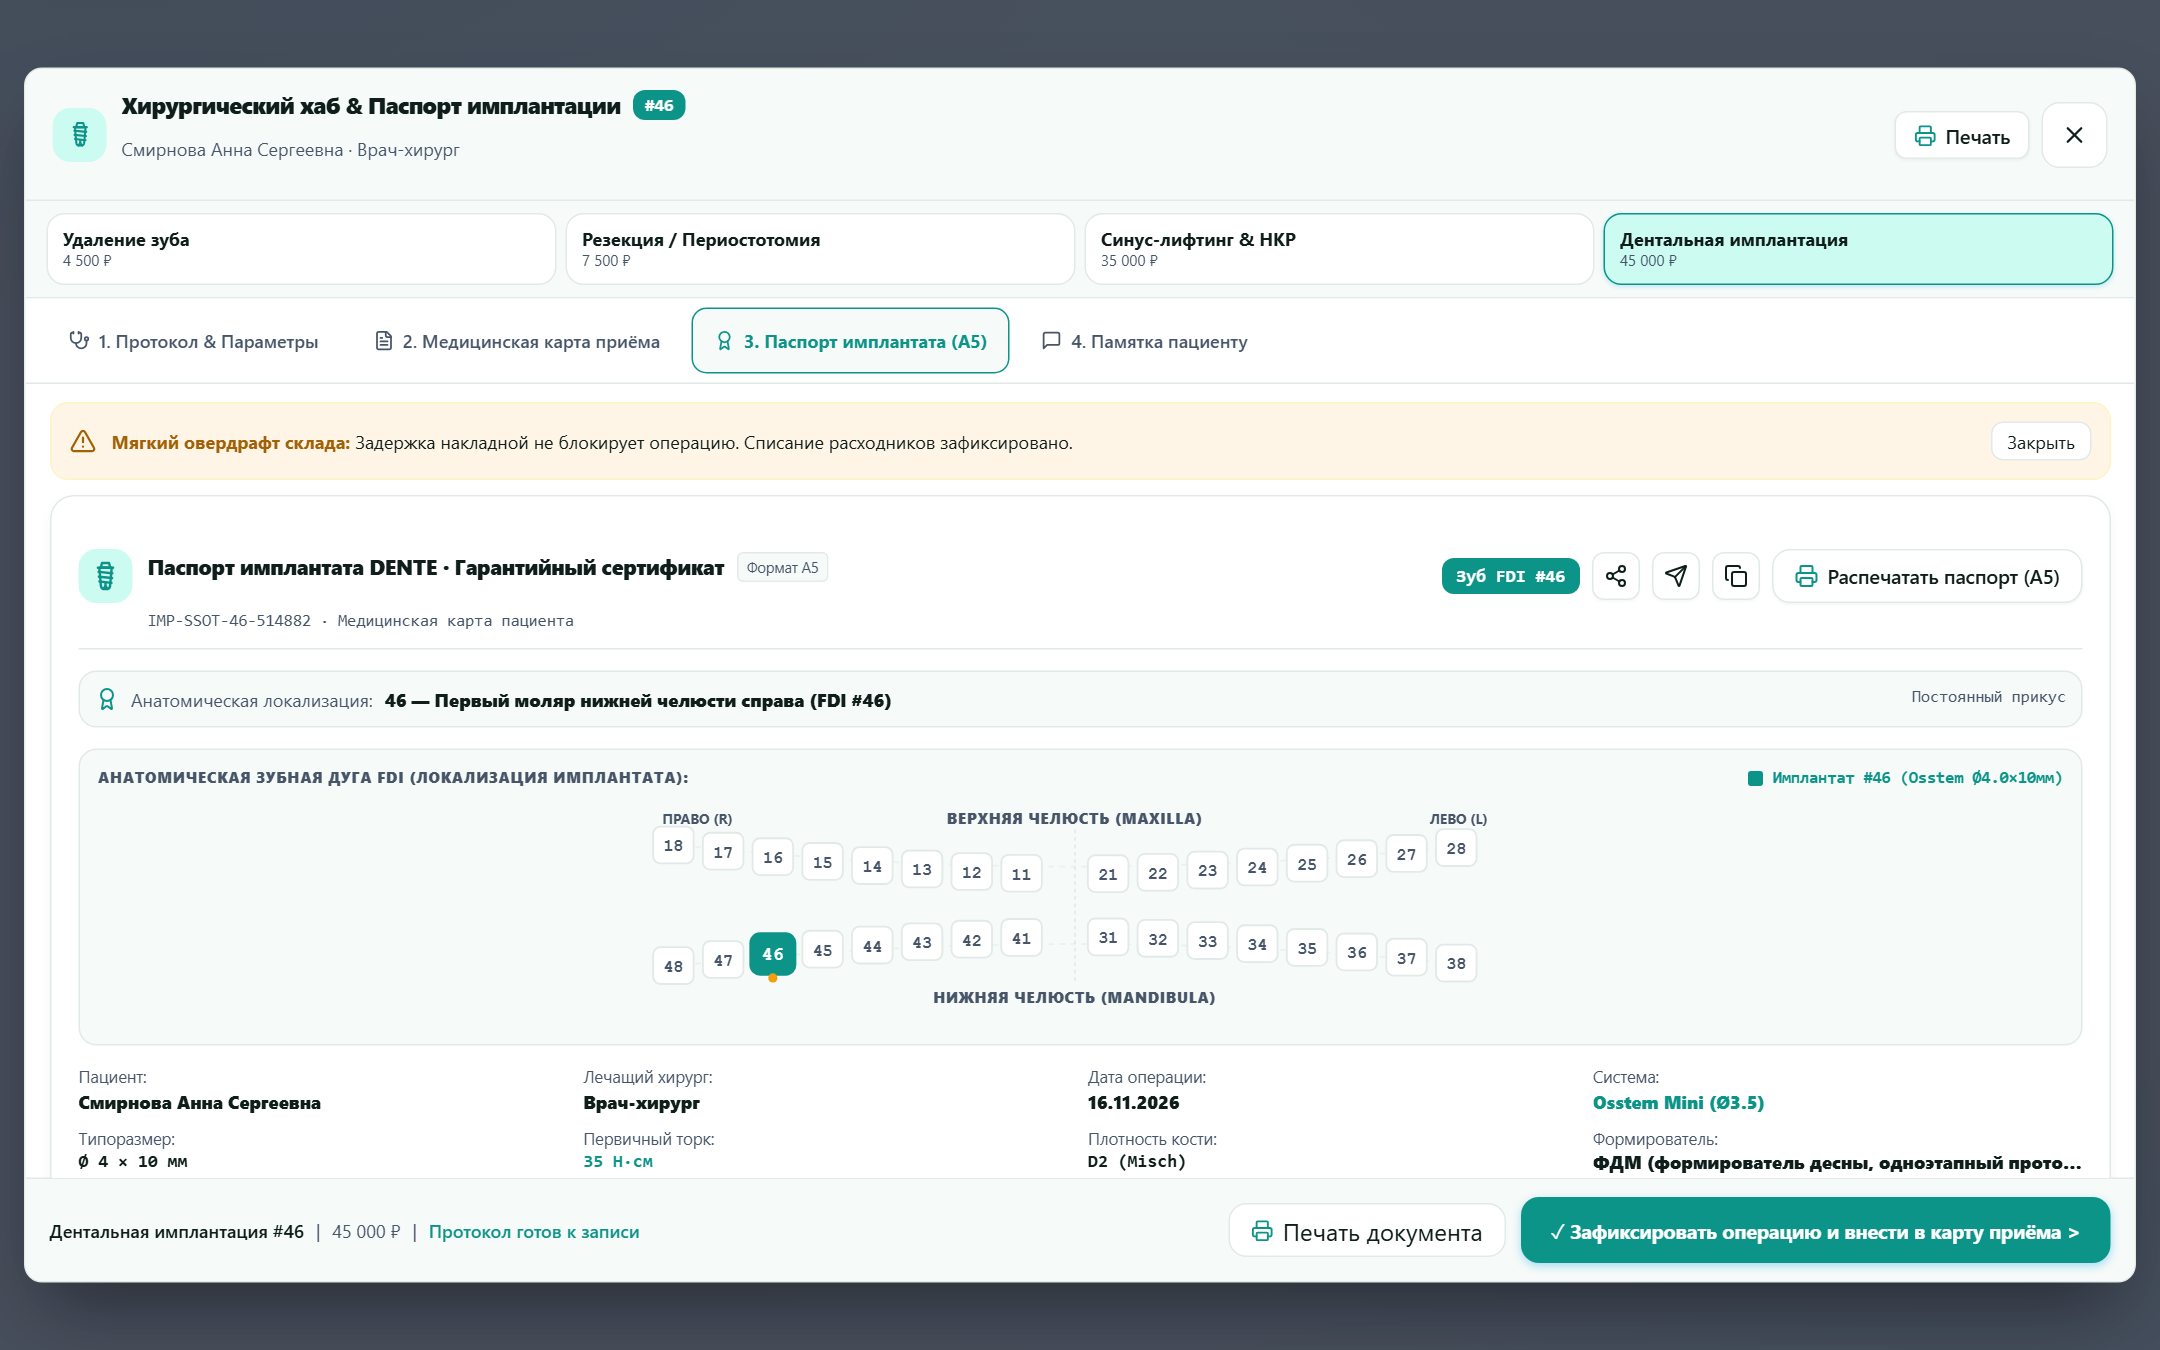 Хирургический хаб & Паспорт имплантации #46
Смирнова Анна Сергеевна · Врач-хирург
Печать
Удаление зуба
4 500 ₽
Резекция / Периостотомия
7 500 ₽
Синус-лифтинг & НКР
35 000 ₽
Дентальная имплантация
45 000 ₽
1. Протокол & Параметры
2. Медицинская карта приёма
3. Паспорт имплантата (А5)
4. Памятка пациенту
Мягкий овердрафт склада: Задержка накладной не блокирует операцию. Списание расходников зафиксировано.
Закрыть
Паспорт имплантата DENTE · Гарантийный сертификат
Формат А5
Зуб FDI #46
Распечатать паспорт (А5)
IMP-SSOT-46-514882 · Медицинская карта пациента
Анатомическая локализация: 46 — Первый моляр нижней челюсти справа (FDI #46)
Постоянный прикус
АНАТОМИЧЕСКАЯ ЗУБНАЯ ДУГА FDI (ЛОКАЛИЗАЦИЯ ИМПЛАНТАТА):
Имплантат #46 (Osstem Ø4.0×10мм)
ПРАВО (R)
ВЕРХНЯЯ ЧЕЛЮСТЬ (MAXILLA)
ЛЕВО (L)
18 17 16 15 14 13 12 11 21 22 23 24 25 26 27 28
48 47 46 45 44 43 42 41 31 32 33 34 35 36 37 38
НИЖНЯЯ ЧЕЛЮСТЬ (MANDIBULA)
Пациент:
Смирнова Анна Сергеевна
Лечащий хирург:
Врач-хирург
Дата операции:
16.11.2026
Система:
Osstem Mini (Ø3.5)
Типоразмер:
Ø 4 × 10 мм
Первичный торк:
35 Н·см
Плотность кости:
D2 (Misch)
Формирователь:
ФДМ (формирователь десны, одноэтапный прото...
Дентальная имплантация #46 | 45 000 ₽ | Протокол готов к записи
Печать документа
✓ Зафиксировать операцию и внести в карту приёма >